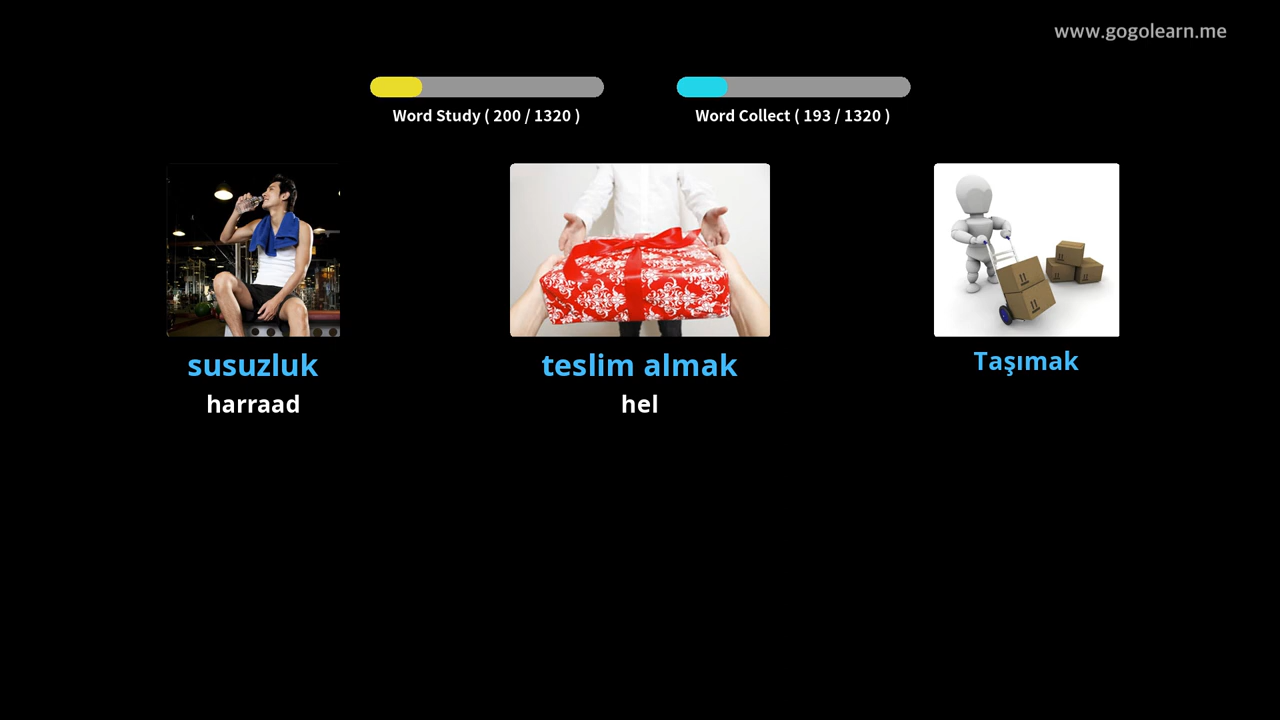 www.gogolearn.me
Word Study ( 200 / 1320 )
Word Collect ( 193 / 1320 )
susuzluk
teslim almak
Taşımak
harraad
hel